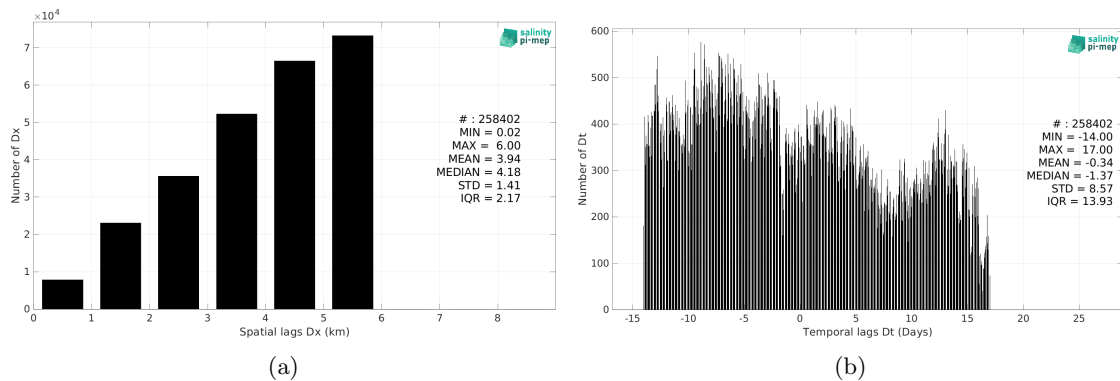 ×10⁴
7
6
5
4
3
2
1
0
Number of Dx
0 1 2 3 4 5 6 7 8
Spatial lags Dx (km)
salinity
pi-mep
# : 258402
MIN = 0.02
MAX = 6.00
MEAN = 3.94
MEDIAN = 4.18
STD = 1.41
IQR = 2.17
(a)
600
500
400
300
200
100
0
Number of Dt
-15 -10 -5 0 5 10 15 20 25
Temporal lags Dt (Days)
salinity
pi-mep
# : 258402
MIN = -14.00
MAX = 17.00
MEAN = -0.34
MEDIAN = -1.37
STD = 8.57
IQR = 13.93
(b)